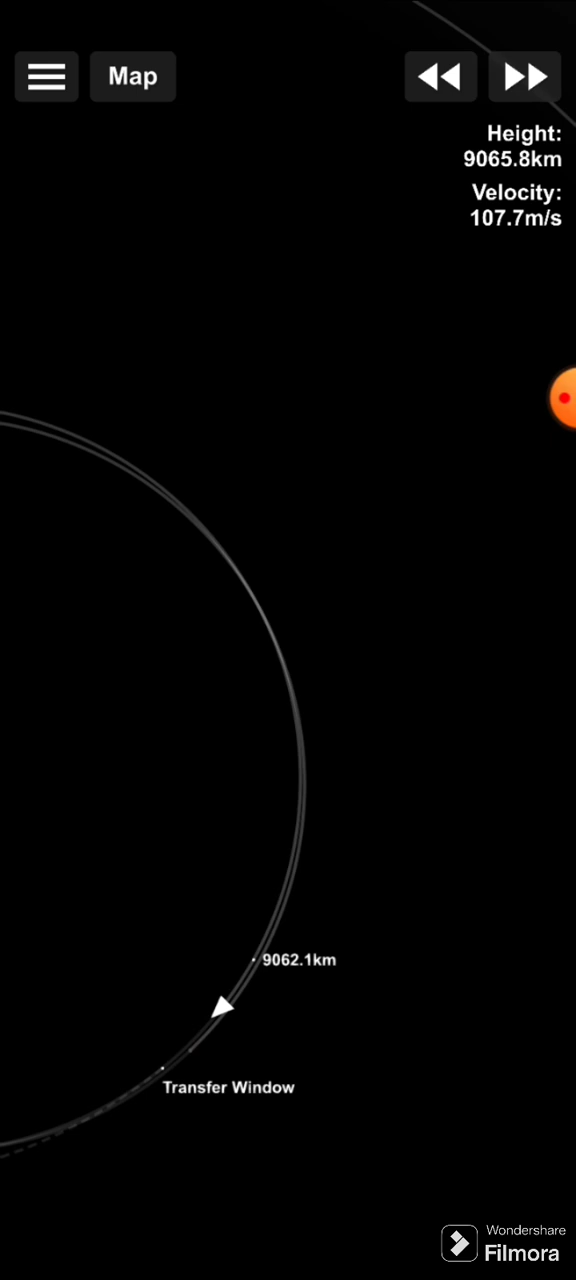 Map
Height:
9065.8km
Velocity:
107.7m/s
9062.1km
Transfer Window
Wondershare
Filmora